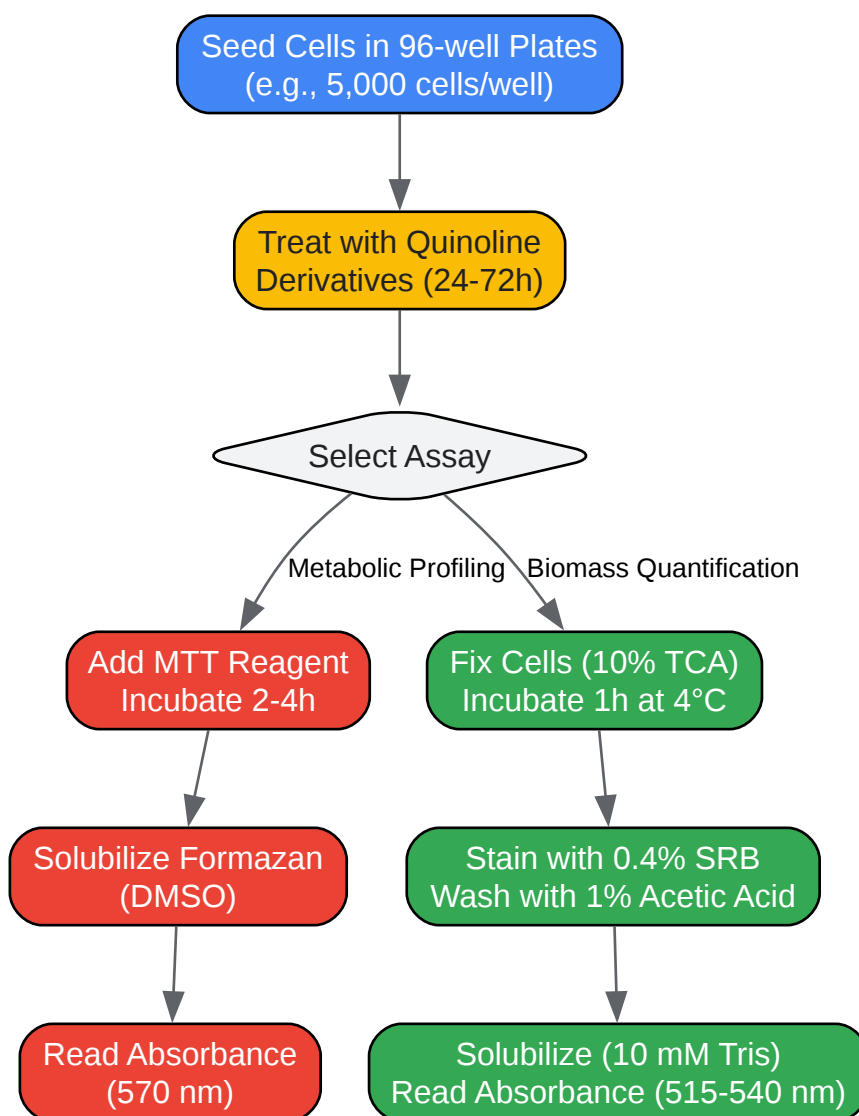 Seed Cells in 96-well Plates
(e.g., 5,000 cells/well)
Treat with Quinoline
Derivatives (24-72h)
Select Assay
Metabolic Profiling
Biomass Quantification
Add MTT Reagent
Incubate 2-4h
Fix Cells (10% TCA)
Incubate 1h at 4°C
Solubilize Formazan
(DMSO)
Stain with 0.4% SRB
Wash with 1% Acetic Acid
Read Absorbance
(570 nm)
Solubilize (10 mM Tris)
Read Absorbance (515-540 nm)